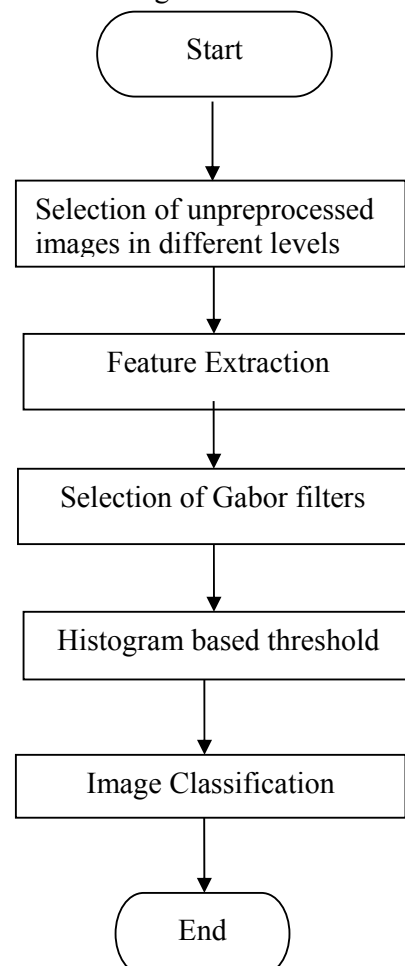 Start
Selection of unpreprocessed
images in different levels
Feature Extraction
Selection of Gabor filters
Histogram based threshold
Image Classification
End